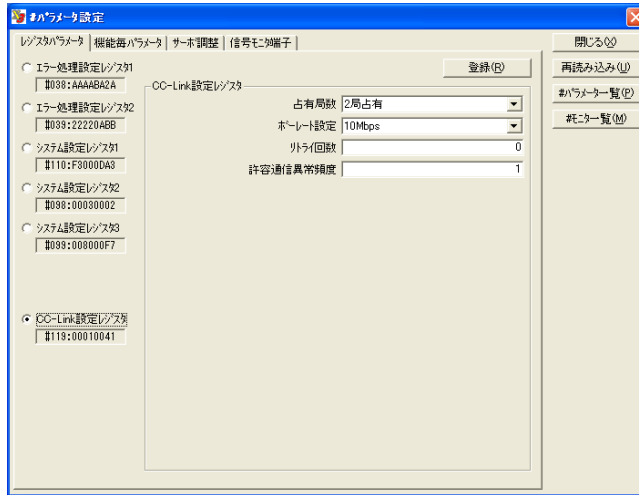 #パラメータ設定
レジスタパラメータ 機能毎パラメータ サーボ調整 信号モニタ端子
エラー処理設定レジスタ1
#038:AAAABA2A
エラー処理設定レジスタ2
#039:22220ABB
システム設定レジスタ1
#110:F3000DA3
システム設定レジスタ2
#098:00030002
システム設定レジスタ3
#099:008000F7
CC-Link設定レジスタ
#119:00010041
登録(R)
CC-Link設定レジスタ
占有局数 2局占有
ボーレート設定 10Mbps
リトライ回数 0
許容通信異常頻度 1
閉じる(X)
再読み込み(U)
#パラメーター覧(P)
#モニター覧(M)